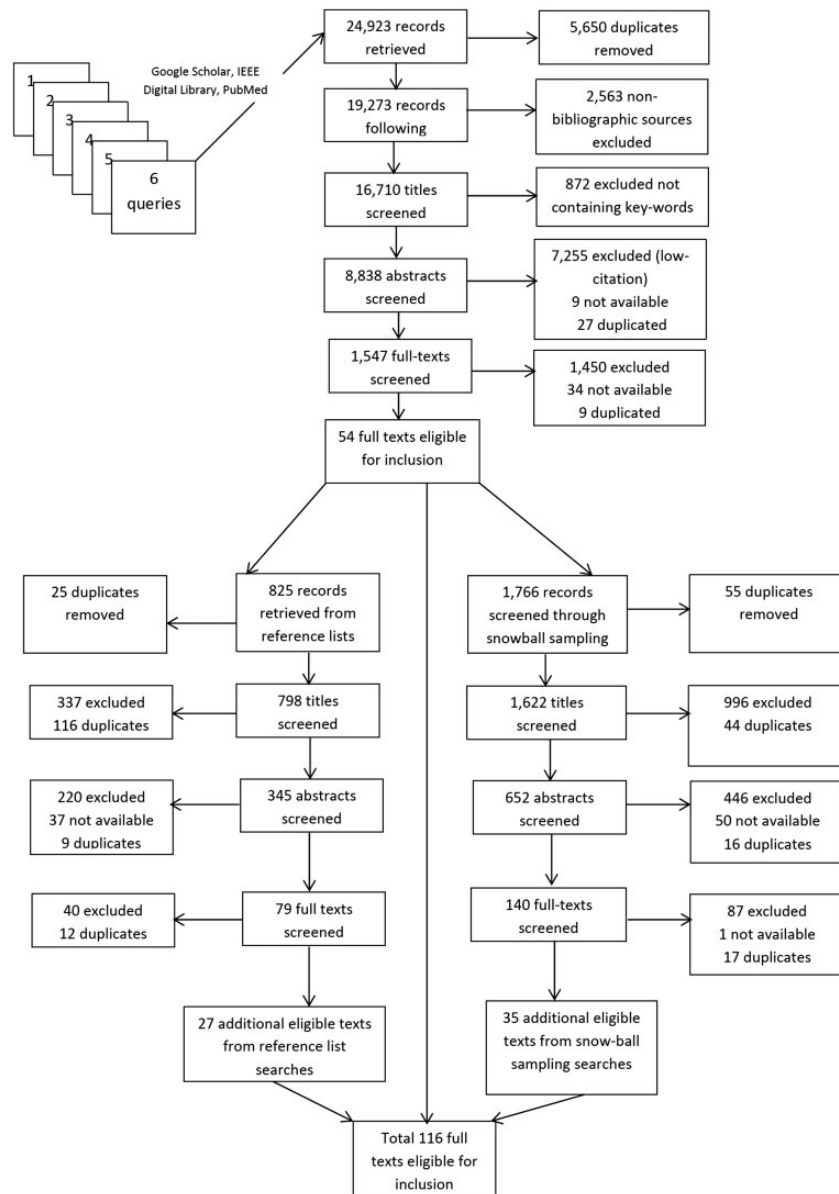 1
2
3
4
5
6
queries
Google Scholar, IEEE
Digital Library, PubMed
24,923 records
retrieved
5,650 duplicates
removed
19,273 records
following
2,563 non-
bibliographic sources
excluded
16,710 titles
screened
872 excluded not
containing key-words
8,838 abstracts
screened
7,255 excluded (low-
citation)
9 not available
27 duplicated
1,547 full-texts
screened
1,450 excluded
34 not available
9 duplicated
54 full texts eligible
for inclusion
25 duplicates
removed
825 records
retrieved from
reference lists
1,766 records
screened through
snowball sampling
55 duplicates
removed
337 excluded
116 duplicates
798 titles
screened
1,622 titles
screened
996 excluded
44 duplicates
220 excluded
37 not available
9 duplicates
345 abstracts
screened
652 abstracts
screened
446 excluded
50 not available
16 duplicates
40 excluded
12 duplicates
79 full texts
screened
140 full-texts
screened
87 excluded
1 not available
17 duplicates
27 additional eligible texts
from reference list
searches
35 additional eligible
texts from snow-ball
sampling searches
Total 116 full
texts eligible for
inclusion